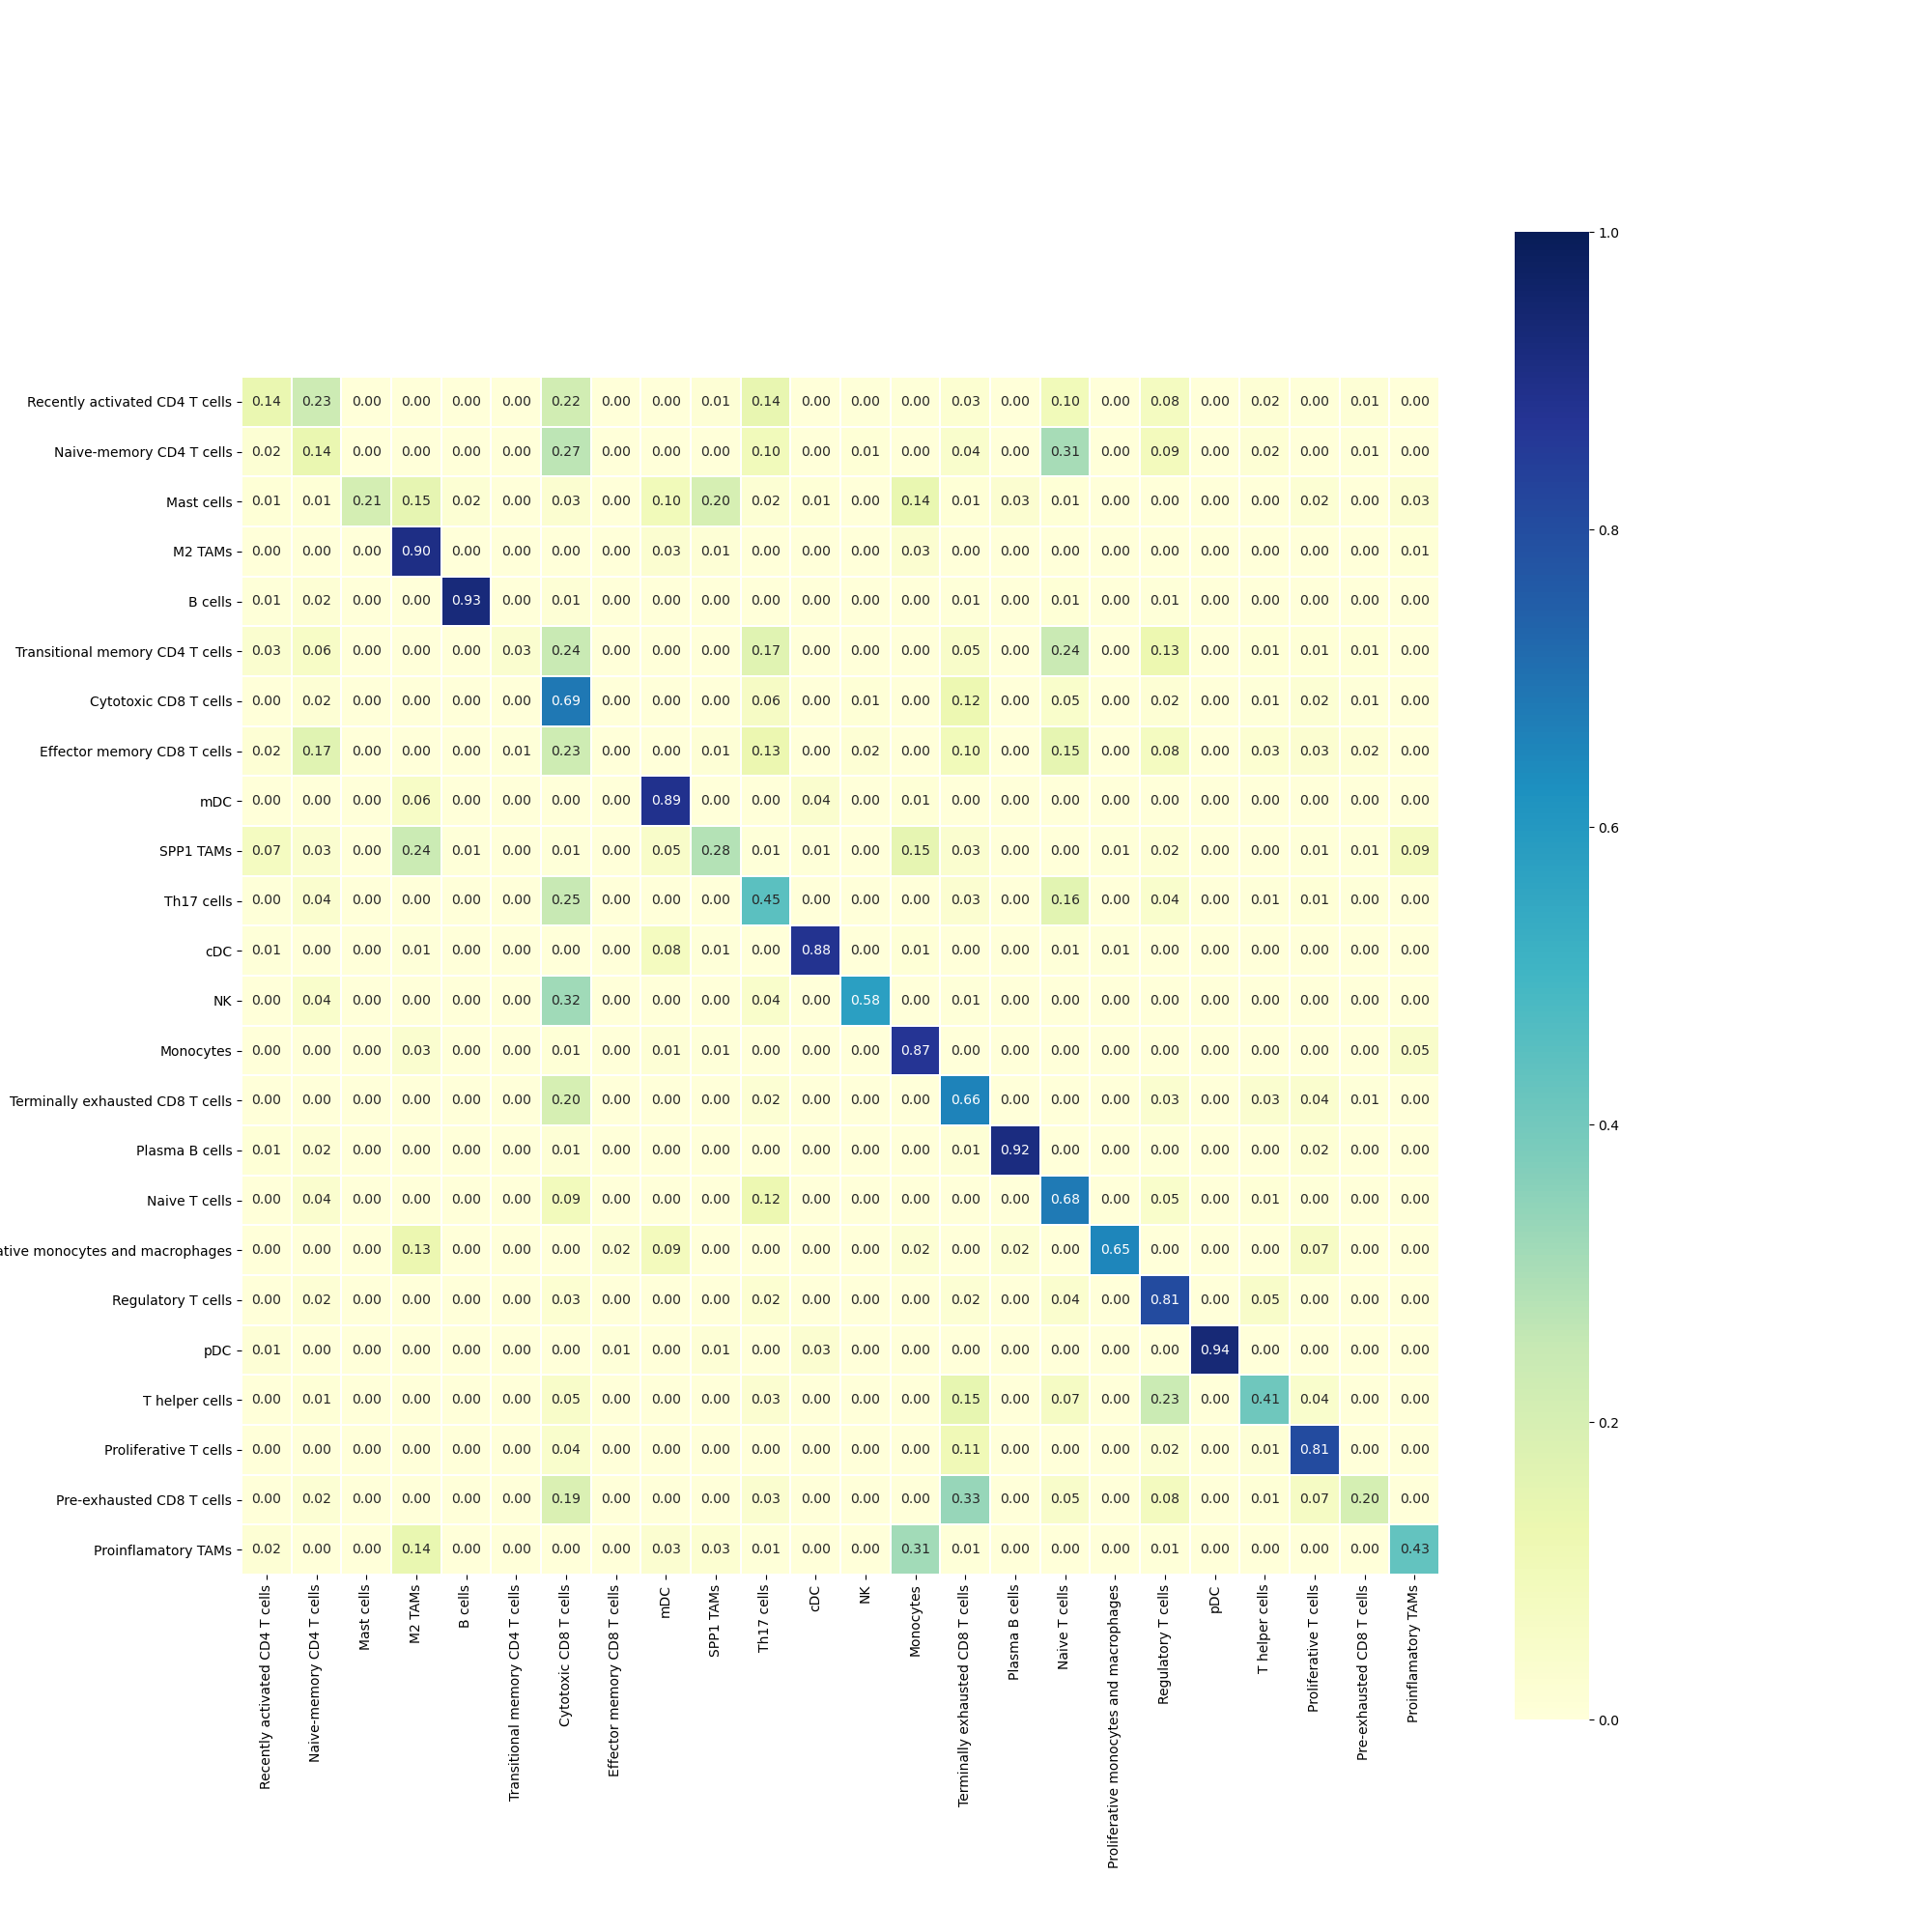 1.0
Recently activated CD4 T cells 0.14 0.23 0.00 0.00 0.00 0.00 0.22 0.00 0.00 0.01 0.14 0.00 0.00 0.00 0.03 0.00 0.10 0.00 0.08 0.00 0.02 0.00 0.01 0.00
Naive-memory CD4 T cells 0.02 0.14 0.00 0.00 0.00 0.00 0.27 0.00 0.00 0.00 0.10 0.00 0.01 0.00 0.04 0.00 0.31 0.00 0.09 0.00 0.02 0.00 0.01 0.00
Mast cells 0.01 0.01 0.21 0.15 0.02 0.00 0.03 0.00 0.10 0.20 0.02 0.01 0.00 0.14 0.01 0.03 0.01 0.00 0.00 0.00 0.00 0.02 0.00 0.03
0.8
M2 TAMs 0.00 0.00 0.00 0.90 0.00 0.00 0.00 0.00 0.03 0.01 0.00 0.00 0.00 0.03 0.00 0.00 0.00 0.00 0.00 0.00 0.00 0.00 0.00 0.01
B cells 0.01 0.02 0.00 0.00 0.93 0.00 0.01 0.00 0.00 0.00 0.00 0.00 0.00 0.00 0.01 0.00 0.01 0.00 0.01 0.00 0.00 0.00 0.00 0.00
Transitional memory CD4 T cells 0.03 0.06 0.00 0.00 0.00 0.03 0.24 0.00 0.00 0.00 0.17 0.00 0.00 0.00 0.05 0.00 0.24 0.00 0.13 0.00 0.01 0.01 0.01 0.00
Cytotoxic CD8 T cells 0.00 0.02 0.00 0.00 0.00 0.00 0.69 0.00 0.00 0.00 0.06 0.00 0.01 0.00 0.12 0.00 0.05 0.00 0.02 0.00 0.01 0.02 0.01 0.00
Effector memory CD8 T cells 0.02 0.17 0.00 0.00 0.00 0.01 0.23 0.00 0.00 0.01 0.13 0.00 0.02 0.00 0.10 0.00 0.15 0.00 0.08 0.00 0.03 0.03 0.02 0.00
mDC 0.00 0.00 0.00 0.06 0.00 0.00 0.00 0.00 0.89 0.00 0.00 0.04 0.00 0.01 0.00 0.00 0.00 0.00 0.00 0.00 0.00 0.00 0.00 0.00
0.6
SPP1 TAMs 0.07 0.03 0.00 0.24 0.01 0.00 0.01 0.00 0.05 0.28 0.01 0.01 0.00 0.15 0.03 0.00 0.00 0.01 0.02 0.00 0.00 0.01 0.01 0.09
Th17 cells 0.00 0.04 0.00 0.00 0.00 0.00 0.25 0.00 0.00 0.00 0.45 0.00 0.00 0.00 0.03 0.00 0.16 0.00 0.04 0.00 0.01 0.01 0.00 0.00
cDC 0.01 0.00 0.00 0.01 0.00 0.00 0.00 0.00 0.08 0.01 0.00 0.88 0.00 0.01 0.00 0.00 0.01 0.01 0.00 0.00 0.00 0.00 0.00 0.00
NK 0.00 0.04 0.00 0.00 0.00 0.00 0.32 0.00 0.00 0.00 0.04 0.00 0.58 0.00 0.01 0.00 0.00 0.00 0.00 0.00 0.00 0.00 0.00 0.00
Monocytes 0.00 0.00 0.00 0.03 0.00 0.00 0.01 0.00 0.01 0.01 0.00 0.00 0.00 0.87 0.00 0.00 0.00 0.00 0.00 0.00 0.00 0.00 0.00 0.05
Terminally exhausted CD8 T cells 0.00 0.00 0.00 0.00 0.00 0.00 0.20 0.00 0.00 0.00 0.02 0.00 0.00 0.00 0.66 0.00 0.00 0.00 0.03 0.00 0.03 0.04 0.01 0.00
0.4
Plasma B cells 0.01 0.02 0.00 0.00 0.00 0.00 0.01 0.00 0.00 0.00 0.00 0.00 0.00 0.00 0.01 0.92 0.00 0.00 0.00 0.00 0.00 0.02 0.00 0.00
Naive T cells 0.00 0.04 0.00 0.00 0.00 0.00 0.09 0.00 0.00 0.00 0.12 0.00 0.00 0.00 0.00 0.00 0.68 0.00 0.05 0.00 0.01 0.00 0.00 0.00
ative monocytes and macrophages 0.00 0.00 0.00 0.13 0.00 0.00 0.00 0.02 0.09 0.00 0.00 0.00 0.00 0.02 0.00 0.02 0.00 0.65 0.00 0.00 0.00 0.07 0.00 0.00
Regulatory T cells 0.00 0.02 0.00 0.00 0.00 0.00 0.03 0.00 0.00 0.00 0.02 0.00 0.00 0.00 0.02 0.00 0.04 0.00 0.81 0.00 0.05 0.00 0.00 0.00
pDC 0.01 0.00 0.00 0.00 0.00 0.00 0.00 0.01 0.00 0.01 0.00 0.03 0.00 0.00 0.00 0.00 0.00 0.00 0.00 0.94 0.00 0.00 0.00 0.00
T helper cells 0.00 0.01 0.00 0.00 0.00 0.00 0.05 0.00 0.00 0.00 0.03 0.00 0.00 0.00 0.15 0.00 0.07 0.00 0.23 0.00 0.41 0.04 0.00 0.00
0.2
Proliferative T cells 0.00 0.00 0.00 0.00 0.00 0.00 0.04 0.00 0.00 0.00 0.00 0.00 0.00 0.00 0.11 0.00 0.00 0.00 0.02 0.00 0.01 0.81 0.00 0.00
Pre-exhausted CD8 T cells 0.00 0.02 0.00 0.00 0.00 0.00 0.19 0.00 0.00 0.00 0.03 0.00 0.00 0.00 0.33 0.00 0.05 0.00 0.08 0.00 0.01 0.07 0.20 0.00
Proinflamatory TAMs 0.02 0.00 0.00 0.14 0.00 0.00 0.00 0.00 0.03 0.03 0.01 0.00 0.00 0.31 0.01 0.00 0.00 0.00 0.01 0.00 0.00 0.00 0.00 0.43
0.0
Recently activated CD4 T cells
Naive-memory CD4 T cells
Mast cells
M2 TAMs
B cells
Transitional memory CD4 T cells
Cytotoxic CD8 T cells
Effector memory CD8 T cells
mDC
SPP1 TAMs
Th17 cells
cDC
NK
Monocytes
Terminally exhausted CD8 T cells
Plasma B cells
Naive T cells
Proliferative monocytes and macrophages
Regulatory T cells
pDC
T helper cells
Proliferative T cells
Pre-exhausted CD8 T cells
Proinflamatory TAMs